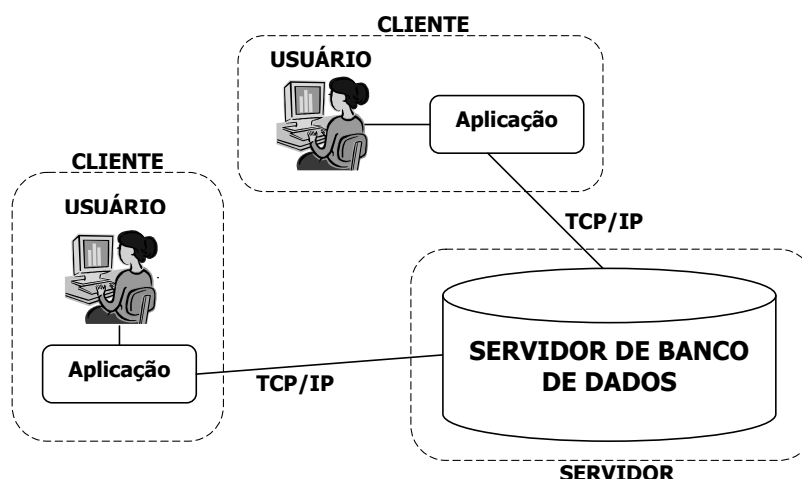 CLIENTE
USUÁRIO
Aplicação
CLIENTE
USUÁRIO
Aplicação
TCP/IP
TCP/IP
SERVIDOR DE BANCO
DE DADOS
SERVIDOR